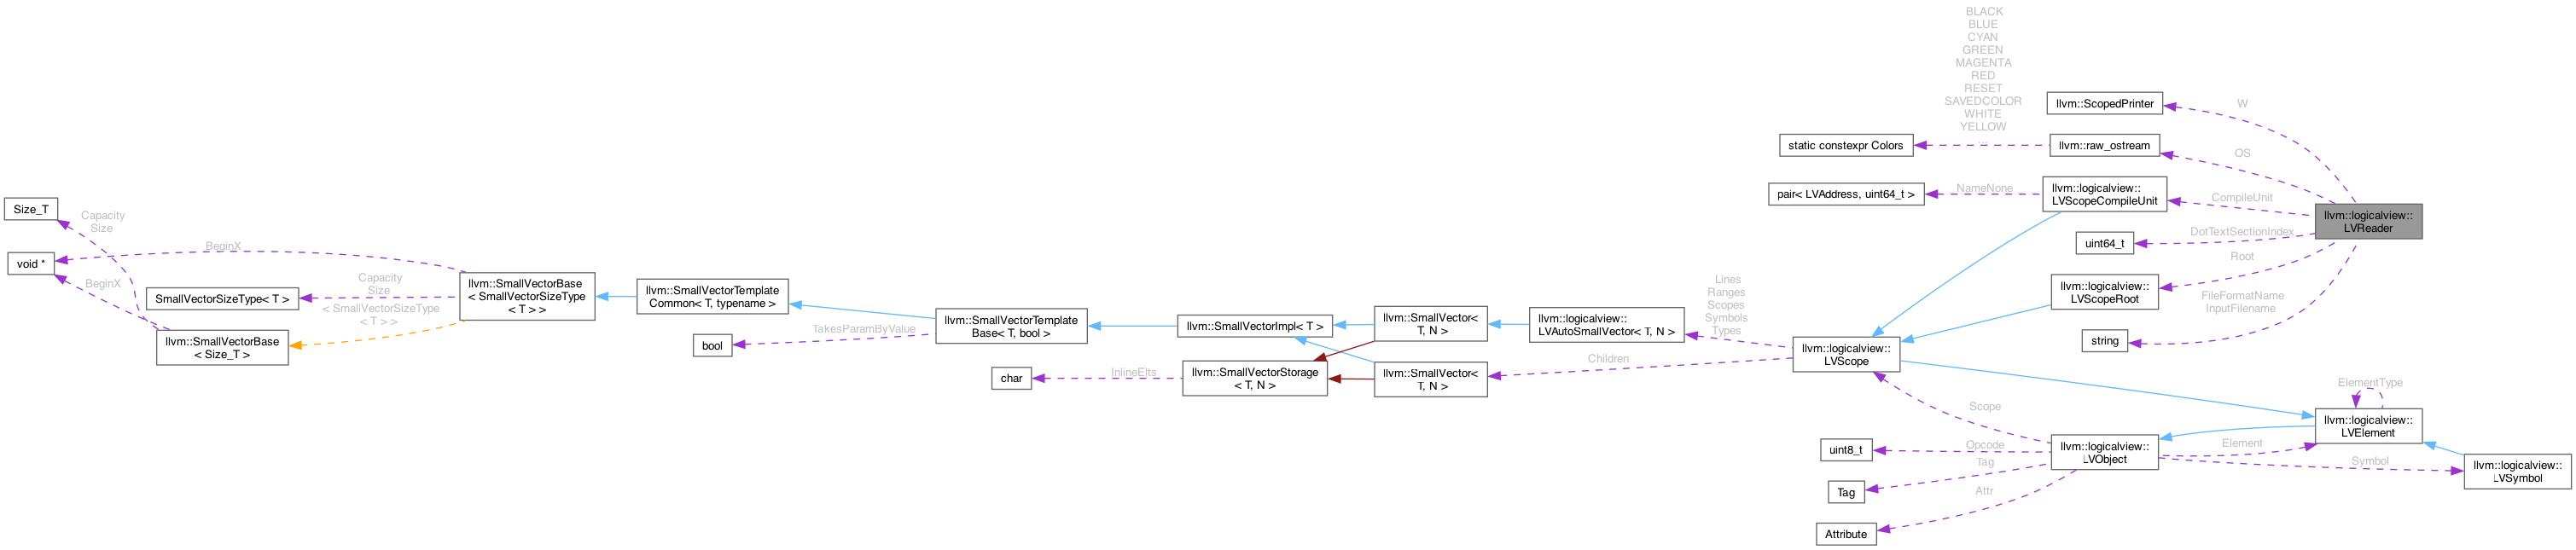 BLACK
BLUE
CYAN
GREEN
MAGENTA
RED
RESET
SAVEDCOLOR
WHITE
YELLOW
...
llvm::ScopedPrinter
W
static constexpr Colors
llvm::raw_ostream
OS
pair< LVAddress, uint64_t >
NameNone
llvm::logicalview::
LVScopeCompileUnit
CompileUnit
llvm::logicalview::
LVReader
uint64_t
DotTextSectionIndex
Root
llvm::logicalview::
LVScopeRoot
FileFormatName
InputFilename
string
Size_T
Capacity
Size
void *
BeginX
BeginX
SmallVectorSizeType< T >
Capacity
Size
< SmallVectorSizeType
< T > >
llvm::SmallVectorBase
< Size_T >
llvm::SmallVectorBase
< SmallVectorSizeType
< T > >
llvm::SmallVectorTemplate
Common< T, typename >
bool
TakesParamByValue
llvm::SmallVectorTemplate
Base< T, bool >
char
InlineElts
llvm::SmallVectorImpl< T >
llvm::SmallVectorStorage
< T, N >
llvm::SmallVector<
T, N >
llvm::SmallVector<
T, N >
llvm::logicalview::
LVAutoSmallVector< T, N >
Lines
Ranges
Scopes
Symbols
Types
Children
llvm::logicalview::
LVScope
Scope
ElementType
llvm::logicalview::
LVElement
uint8_t
Opcode
Tag
Tag
Attribute
Attr
llvm::logicalview::
LVObject
Element
Symbol
llvm::logicalview::
LVSymbol